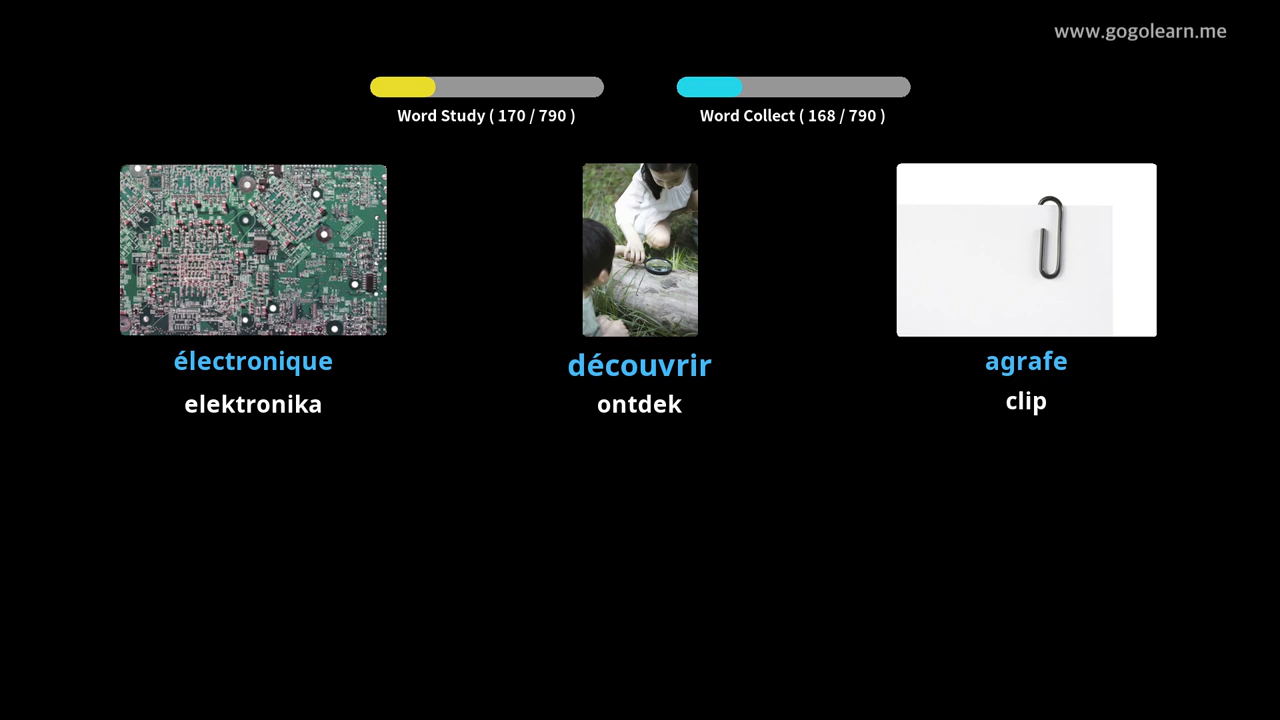 www.gogolearn.me
Word Study ( 170 / 790 )
Word Collect ( 168 / 790 )
électronique
découvrir
agrafe
elektronika
ontdek
clip